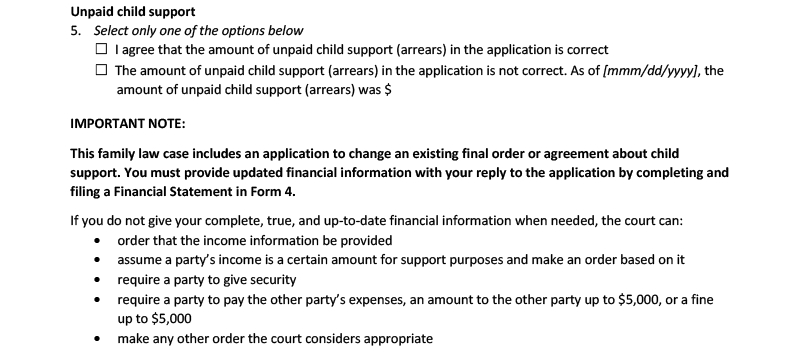 Unpaid child support
5. Select only one of the options below
☐ I agree that the amount of unpaid child support (arrears) in the application is correct
☐ The amount of unpaid child support (arrears) in the application is not correct. As of [mmm/dd/yyyy], the
amount of unpaid child support (arrears) was $
IMPORTANT NOTE:
This family law case includes an application to change an existing final order or agreement about child
support. You must provide updated financial information with your reply to the application by completing and
filing a Financial Statement in Form 4.
If you do not give your complete, true, and up-to-date financial information when needed, the court can:
• order that the income information be provided
• assume a party's income is a certain amount for support purposes and make an order based on it
• require a party to give security
• require a party to pay the other party's expenses, an amount to the other party up to $5,000, or a fine
up to $5,000
• make any other order the court considers appropriate